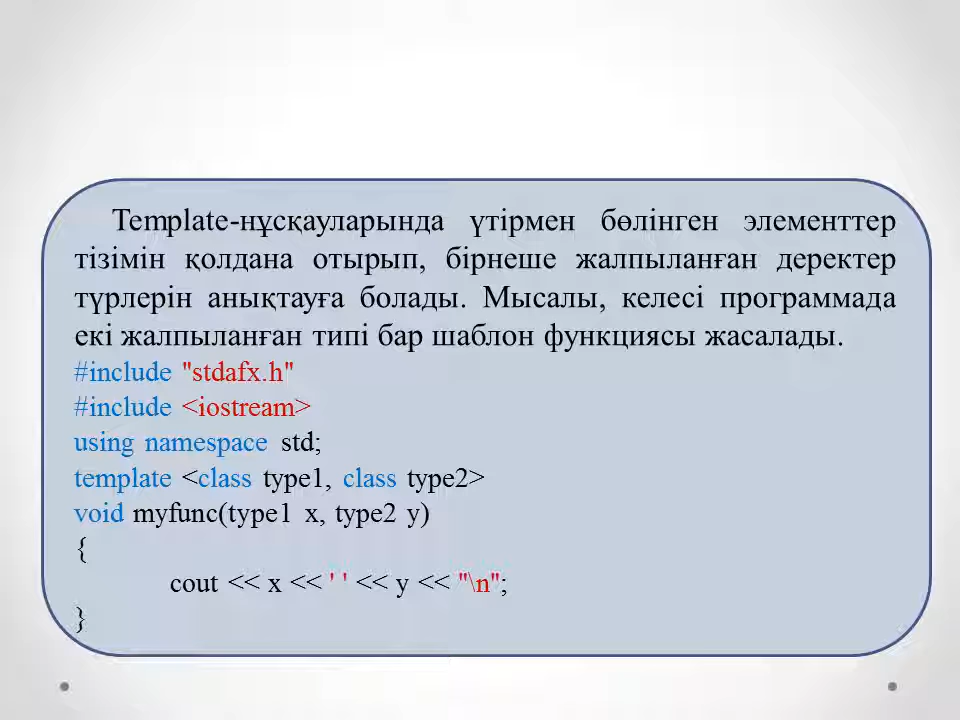 Template-нұсқауларында үтірмен бөлінген элементтер
тізімін қолдана отырып, бірнеше жалпыланған деректер
түрлерін анықтауға болады. Мысалы, келесі программада
екі жалпыланған типі бар шаблон функциясы жасалады.
#include "stdafx.h"
#include <iostream>
using namespace std;
template <class type1, class type2>
void myfunc(type1 x, type2 y)
{
cout << x << ' ' << y << "\n";
}